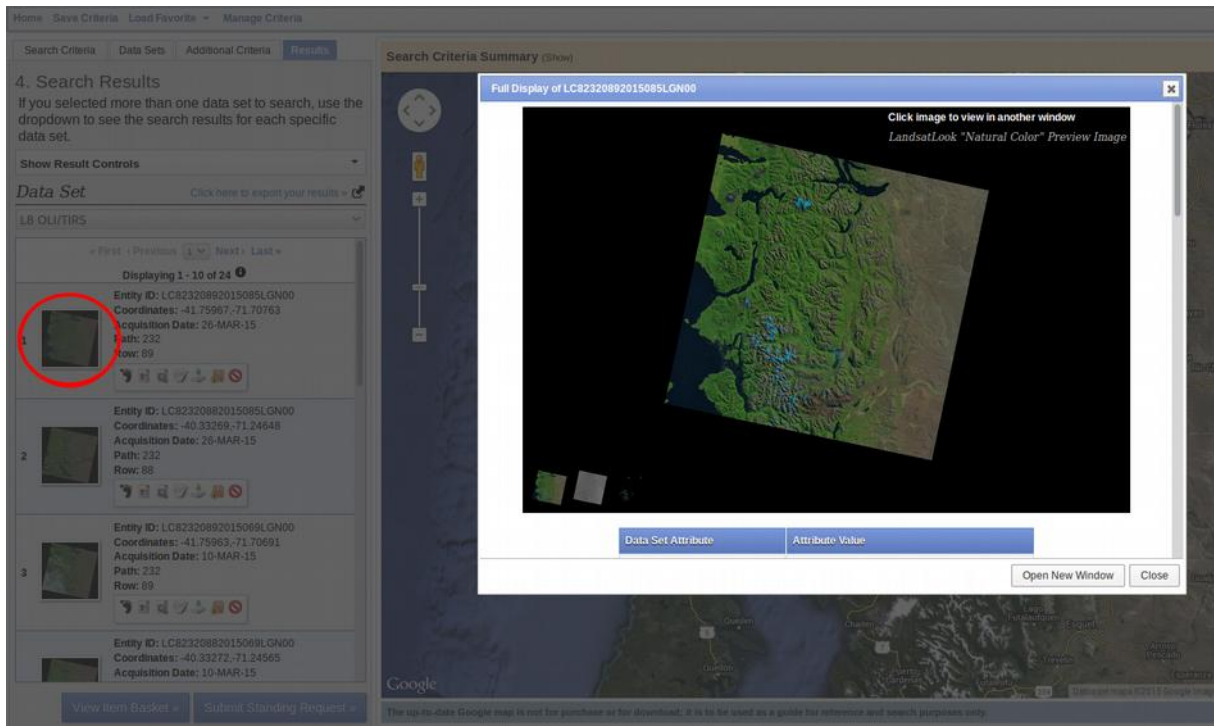 Home Save Criteria Load Favorite Manage Criteria
Search Criteria Data Sets Additional Criteria Results
4. Search Results
If you selected more than one data set to search, use the
dropdown to see the search results for each specific
data set.
Show Result Controls
Data Set Click here to export your results »
L8 OLI/TIRS
« First ‹ Previous 1 Next › Last »
Displaying 1 - 10 of 24
1
Entity ID: LC82320892015085LGN00
Coordinates: -41.75967,-71.70763
Acquisition Date: 26-MAR-15
Path: 232
Row: 89
2
Entity ID: LC82320882015085LGN00
Coordinates: -40.33269,-71.24648
Acquisition Date: 26-MAR-15
Path: 232
Row: 88
3
Entity ID: LC82320892015069LGN00
Coordinates: -41.75963,-71.70691
Acquisition Date: 10-MAR-15
Path: 232
Row: 89
Entity ID: LC82320882015069LGN00
Coordinates: -40.33272,-71.24565
Acquisition Date: 10-MAR-15
View Item Basket » Submit Standing Request »
Search Criteria Summary (Show)
Full Display of LC82320892015085LGN00
Click image to view in another window
LandsatLook "Natural Color" Preview Image
Data Set Attribute Attribute Value
Open New Window Close
Queilen
Chaitén
Quellón
Esquel
Trevelin
Google
The up-to-date Google map is not for purchase or for download; it is to be used as a guide for reference and search purposes only.